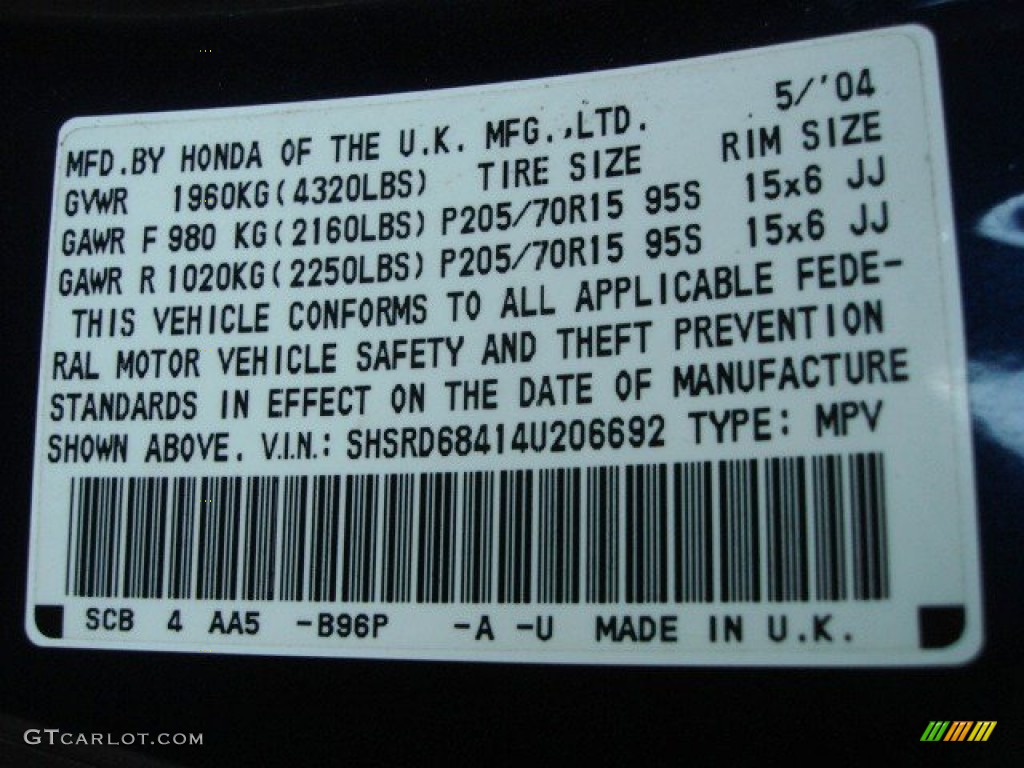 5/'04
MFD.BY HONDA OF THE U.K. MFG.,LTD.
GVWR 1960KG(4320LBS) TIRE SIZE RIM SIZE
GAWR F 980 KG(2160LBS) P205/70R15 95S 15x6 JJ
GAWR R 1020KG(2250LBS) P205/70R15 95S 15x6 JJ
THIS VEHICLE CONFORMS TO ALL APPLICABLE FEDE-
RAL MOTOR VEHICLE SAFETY AND THEFT PREVENTION
STANDARDS IN EFFECT ON THE DATE OF MANUFACTURE
SHOWN ABOVE. V.I.N.: SHSRD68414U206692 TYPE: MPV
SCB 4 AA5 -B96P -A -U MADE IN U.K.
GTCARLOT.COM